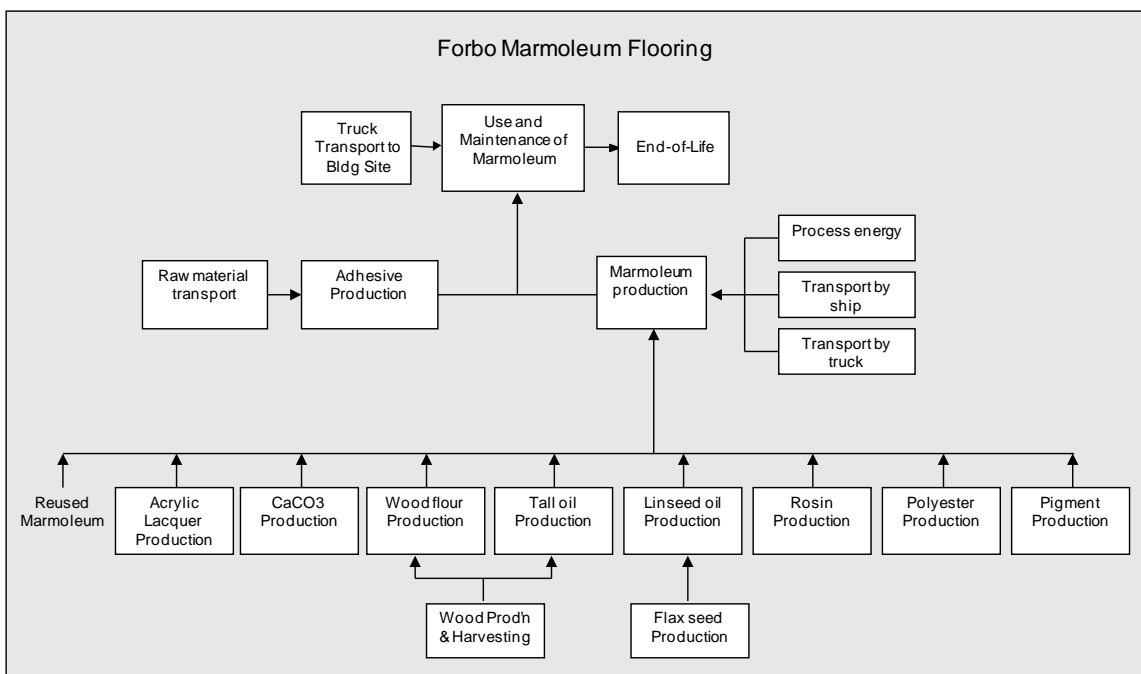 Forbo Marmoleum Flooring
Truck
Transport to
Bldg Site
Use and
Maintenance of
Marmoleum
End-of-Life
Process energy
Raw material
transport
Adhesive
Production
Marmoleum
production
Transport by
ship
Transport by
truck
Reused
Marmoleum
Acrylic
Lacquer
Production
CaCO3
Production
Wood flour
Production
Tall oil
Production
Linseed oil
Production
Rosin
Production
Polyester
Production
Pigment
Production
Wood Prod'n
& Harvesting
Flax seed
Production